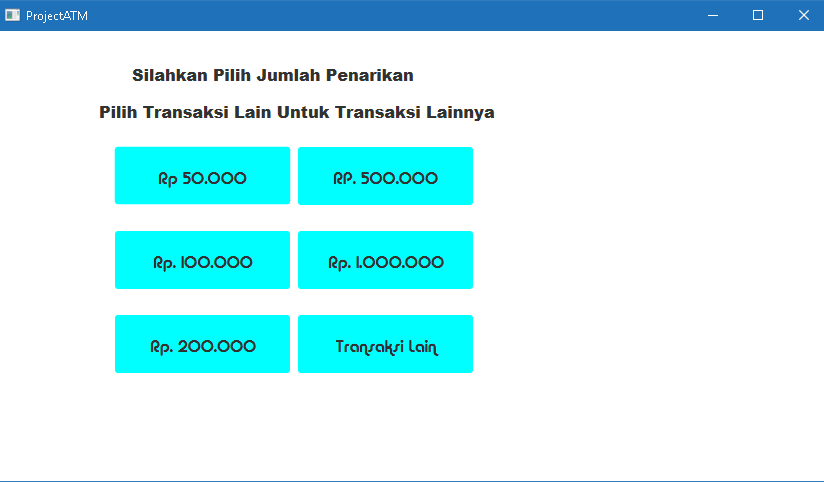 ProjectATM
Silahkan Pilih Jumlah Penarikan
Pilih Transaksi Lain Untuk Transaksi Lainnya
Rp 50.000
RP. 500.000
Rp. 100.000
Rp. 1.000.000
Rp. 200.000
Transaksi Lain